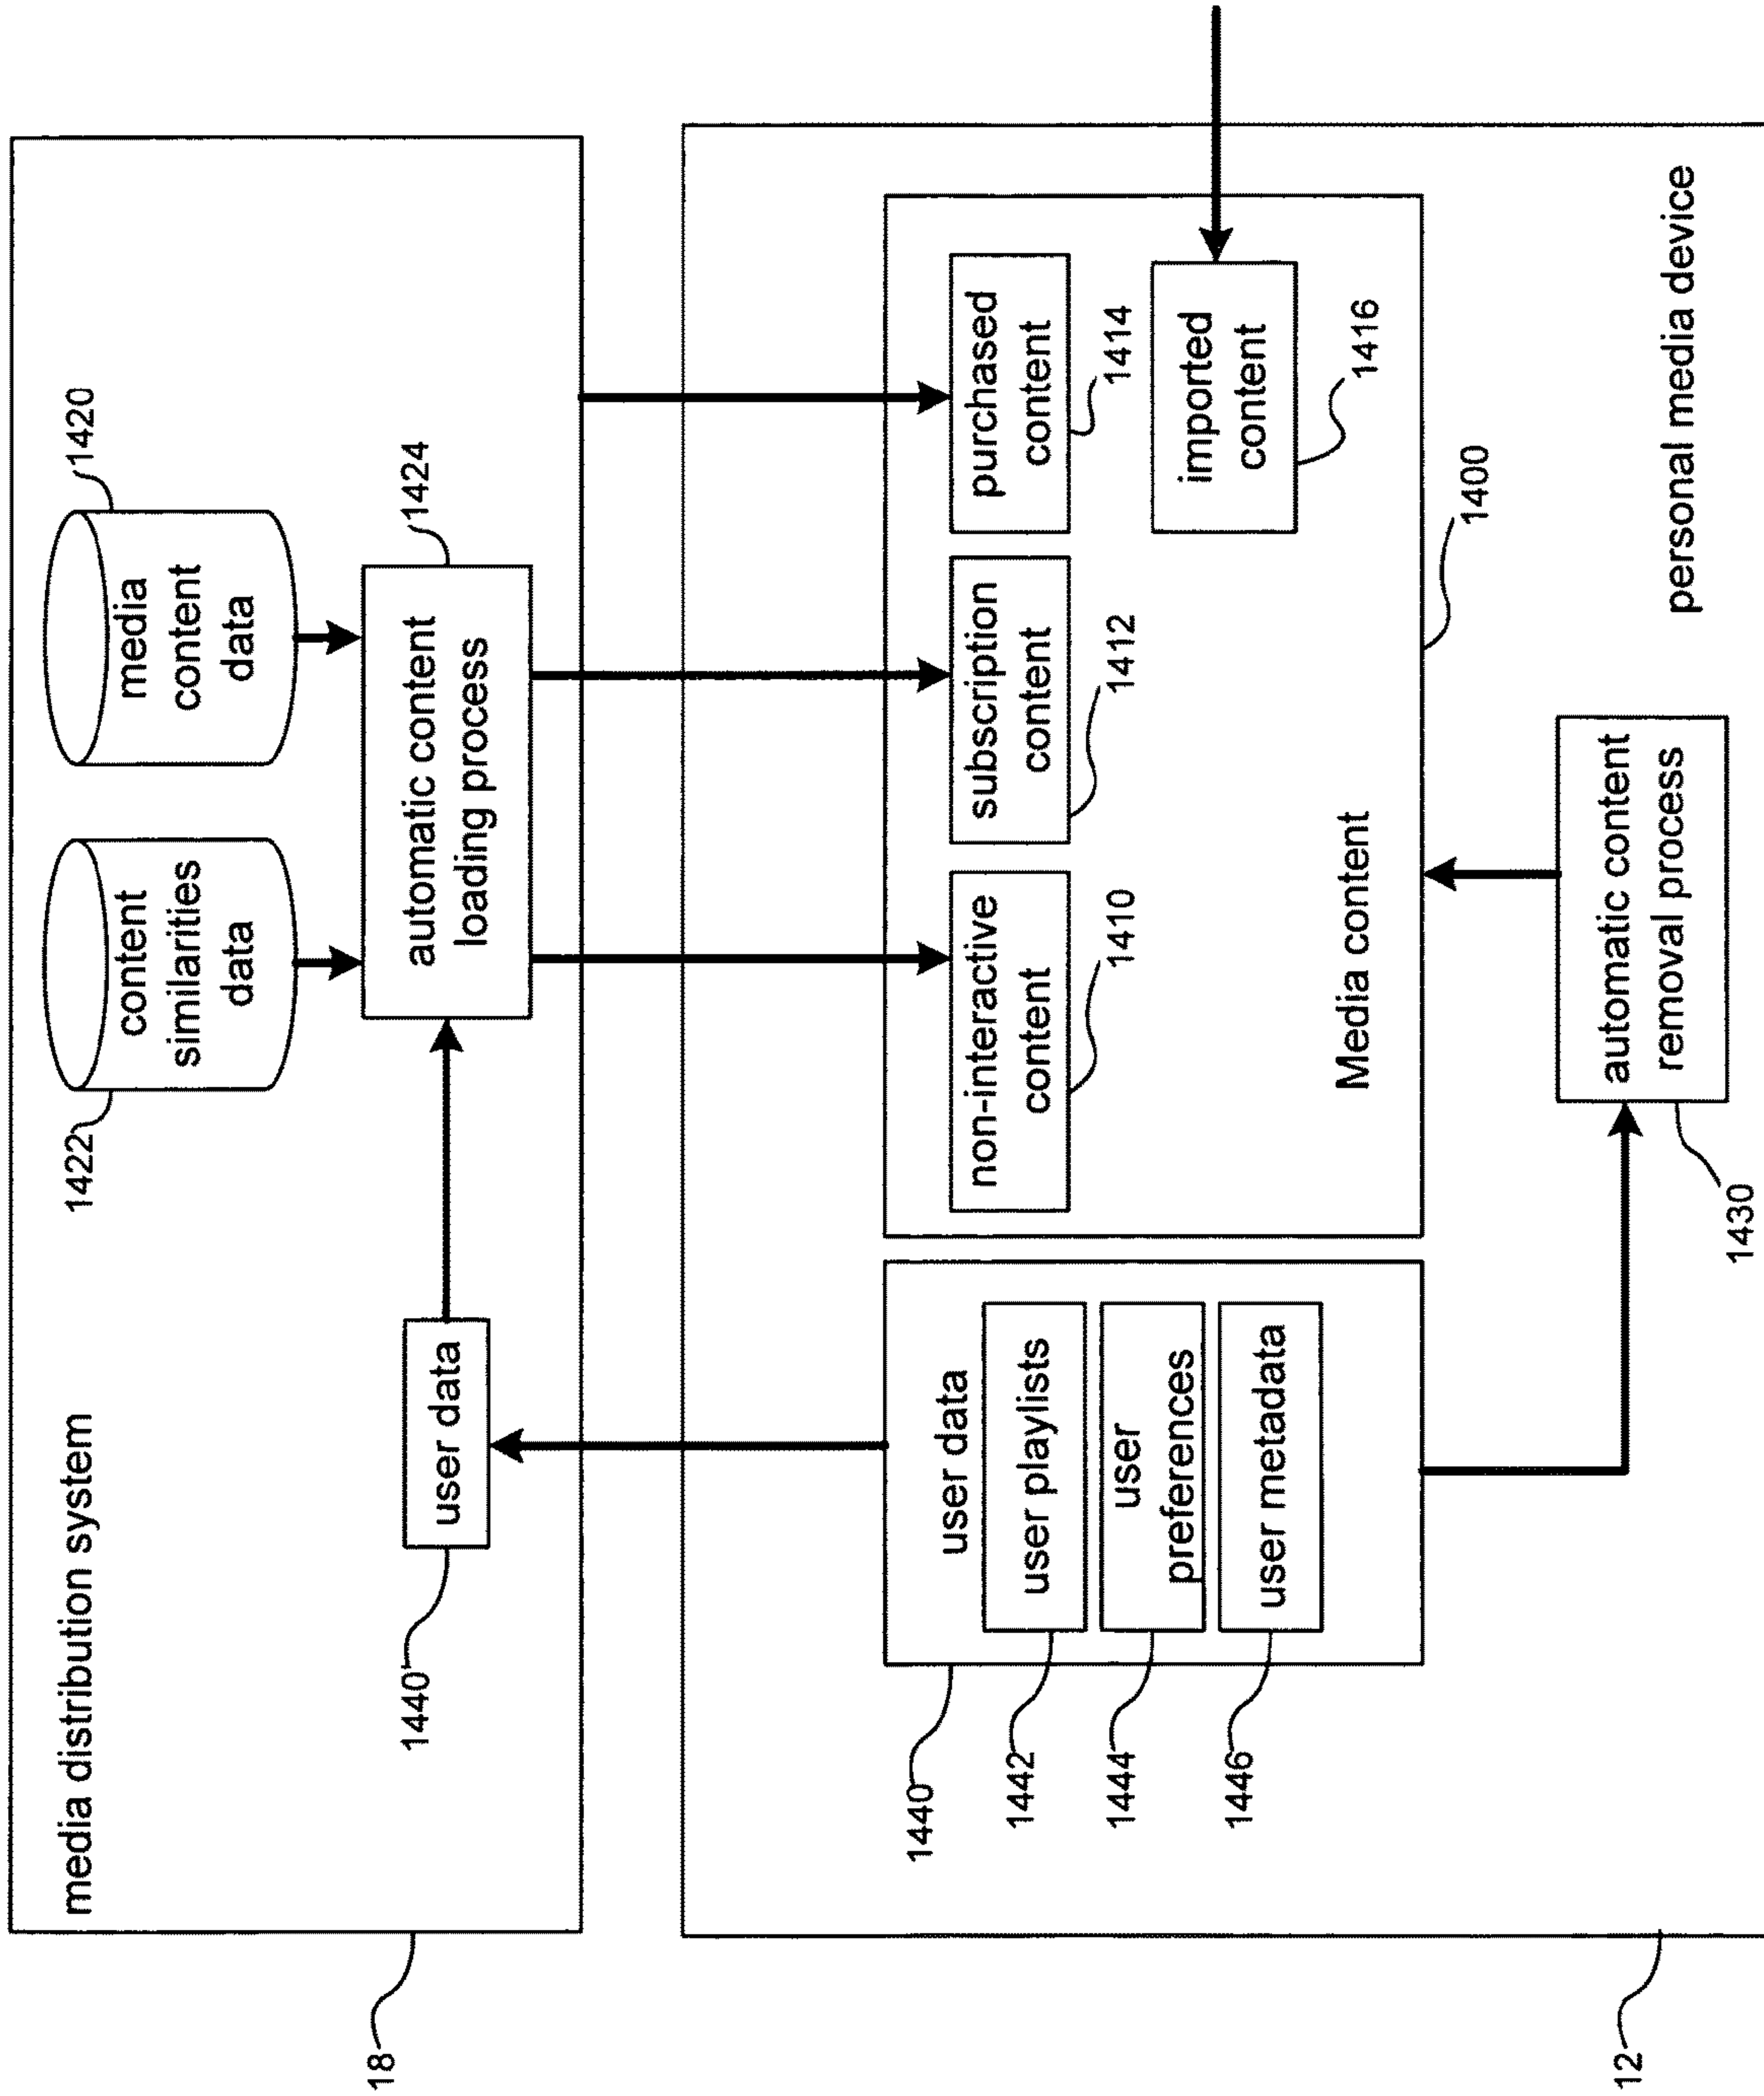 media distribution system
1422
content
similarities
data
media
content
data
1420
18
1440
user data
automatic content
loading process
1424
1440
user data
1442
user playlists
1444
user
preferences
1446
user metadata
non-interactive
content
1410
subscription
content
1412
purchased
content
1414
imported
content
1416
Media content
1400
automatic content
removal process
1430
personal media device
12